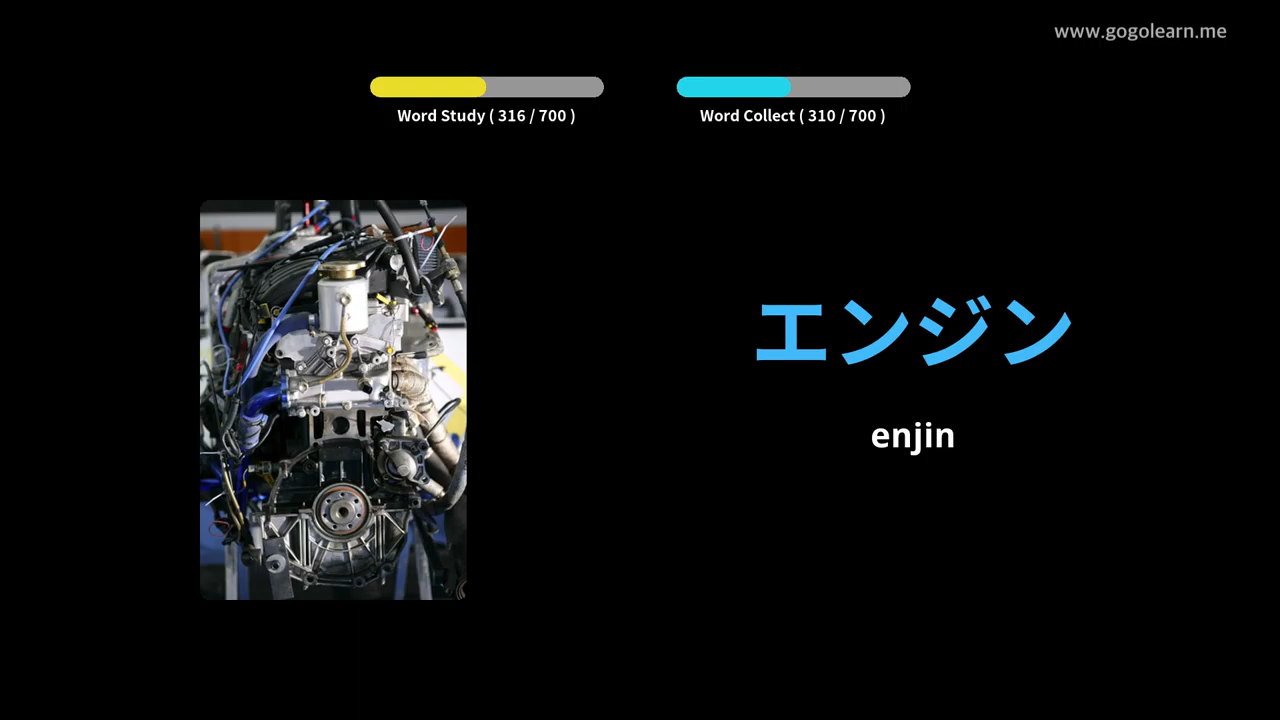 www.gogolearn.me
Word Study ( 316 / 700 )
Word Collect ( 310 / 700 )
エンジン
enjin